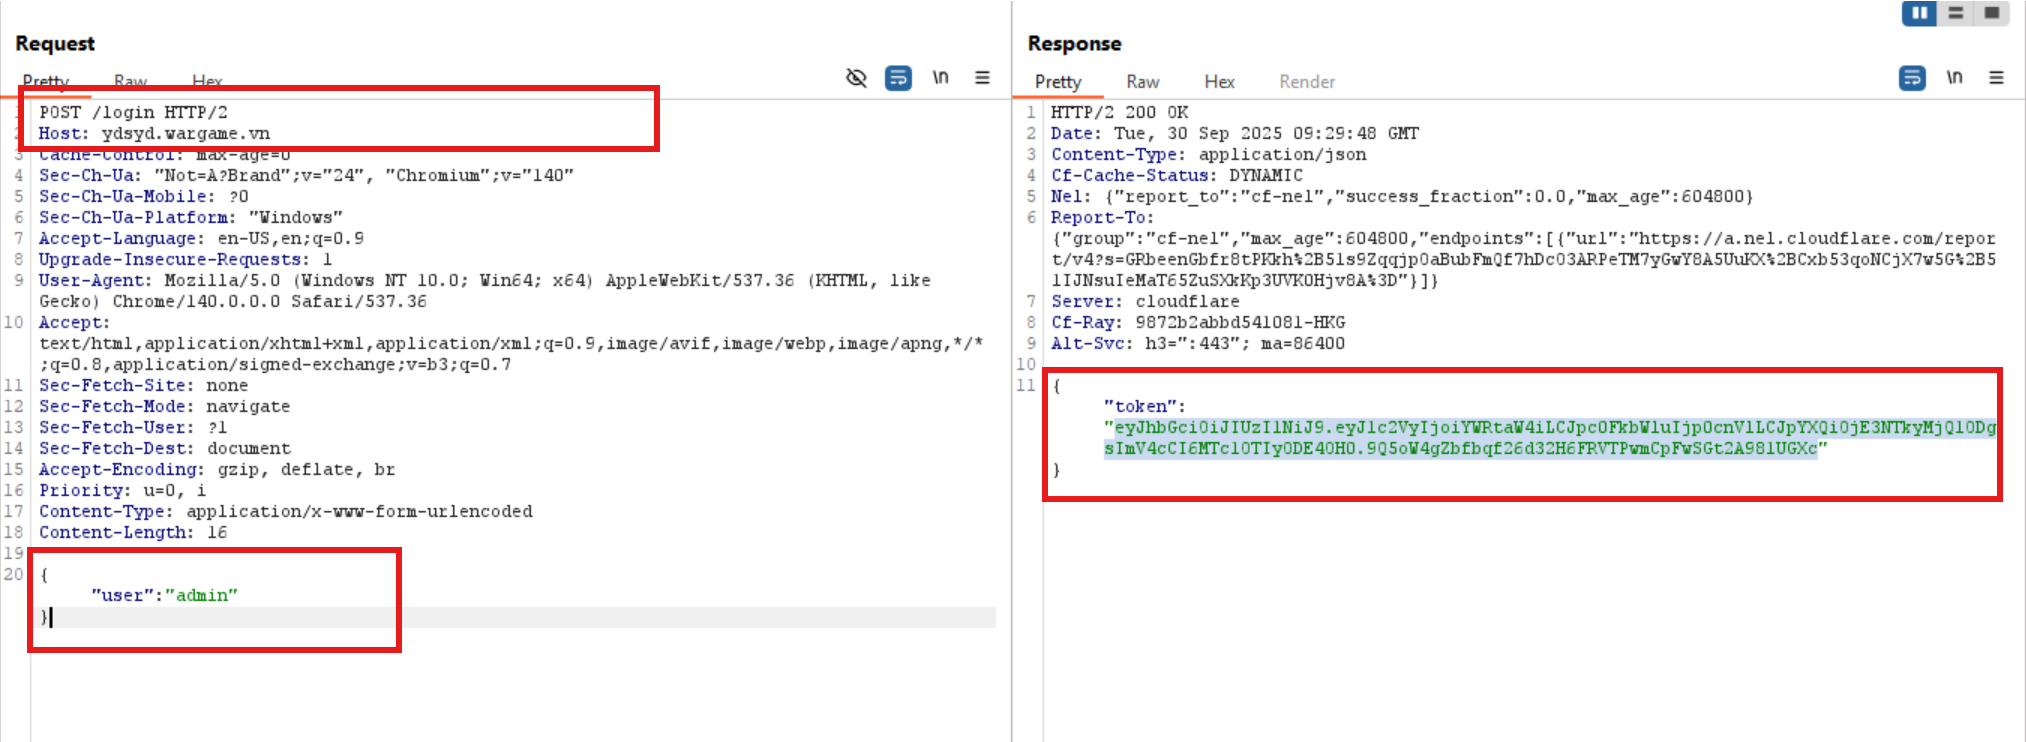 Request
Pretty Raw Hex
\n
1 POST /login HTTP/2
2 Host: ydsyd.wargame.vn
3 Cache-Control: max-age=0
4 Sec-Ch-Ua: "Not=A?Brand";v="24", "Chromium";v="140"
5 Sec-Ch-Ua-Mobile: ?0
6 Sec-Ch-Ua-Platform: "Windows"
7 Accept-Language: en-US,en;q=0.9
8 Upgrade-Insecure-Requests: 1
9 User-Agent: Mozilla/5.0 (Windows NT 10.0; Win64; x64) AppleWebKit/537.36 (KHTML, like
Gecko) Chrome/140.0.0.0 Safari/537.36
10 Accept:
text/html,application/xhtml+xml,application/xml;q=0.9,image/avif,image/webp,image/apng,*/*
;q=0.8,application/signed-exchange;v=b3;q=0.7
11 Sec-Fetch-Site: none
12 Sec-Fetch-Mode: navigate
13 Sec-Fetch-User: ?1
14 Sec-Fetch-Dest: document
15 Accept-Encoding: gzip, deflate, br
16 Priority: u=0, i
17 Content-Type: application/x-www-form-urlencoded
18 Content-Length: 16
19
20 {
"user":"admin"
}
Response
Pretty Raw Hex Render
\n
1 HTTP/2 200 OK
2 Date: Tue, 30 Sep 2025 09:29:48 GMT
3 Content-Type: application/json
4 Cf-Cache-Status: DYNAMIC
5 Nel: {"report_to":"cf-nel","success_fraction":0.0,"max_age":604800}
6 Report-To:
{"group":"cf-nel","max_age":604800,"endpoints":[{"url":"https://a.nel.cloudflare.com/repor
t/v4?s=GRbeenGbfr8tPKkh%2B5ls9Zqqjp0aBubFmQf7hDc03ARPeTM7yGwY8A5UuKX%2BCxb53qoNCjX7w5G%2B5
lIJNsuIeMaT65ZuSXkKp3UVK0Hjv8A%3D"}]}
7 Server: cloudflare
8 Cf-Ray: 9872b2abbd541081-HKG
9 Alt-Svc: h3=":443"; ma=86400
10
11 {
"token":
"eyJhbGciOiJIUzI1NiJ9.eyJ1c2VyIjoiYWRtaW4iLCJpc0FkbWluIjp0cnVlLCJpYXQiOjE3NTkyMjQ1ODg
sImV4cCI6MTc1OTIyODE4OH0.9Q5oW4gZbfbqf26d32H6FRVTPwmCpFwSGt2A981UGXc"
}